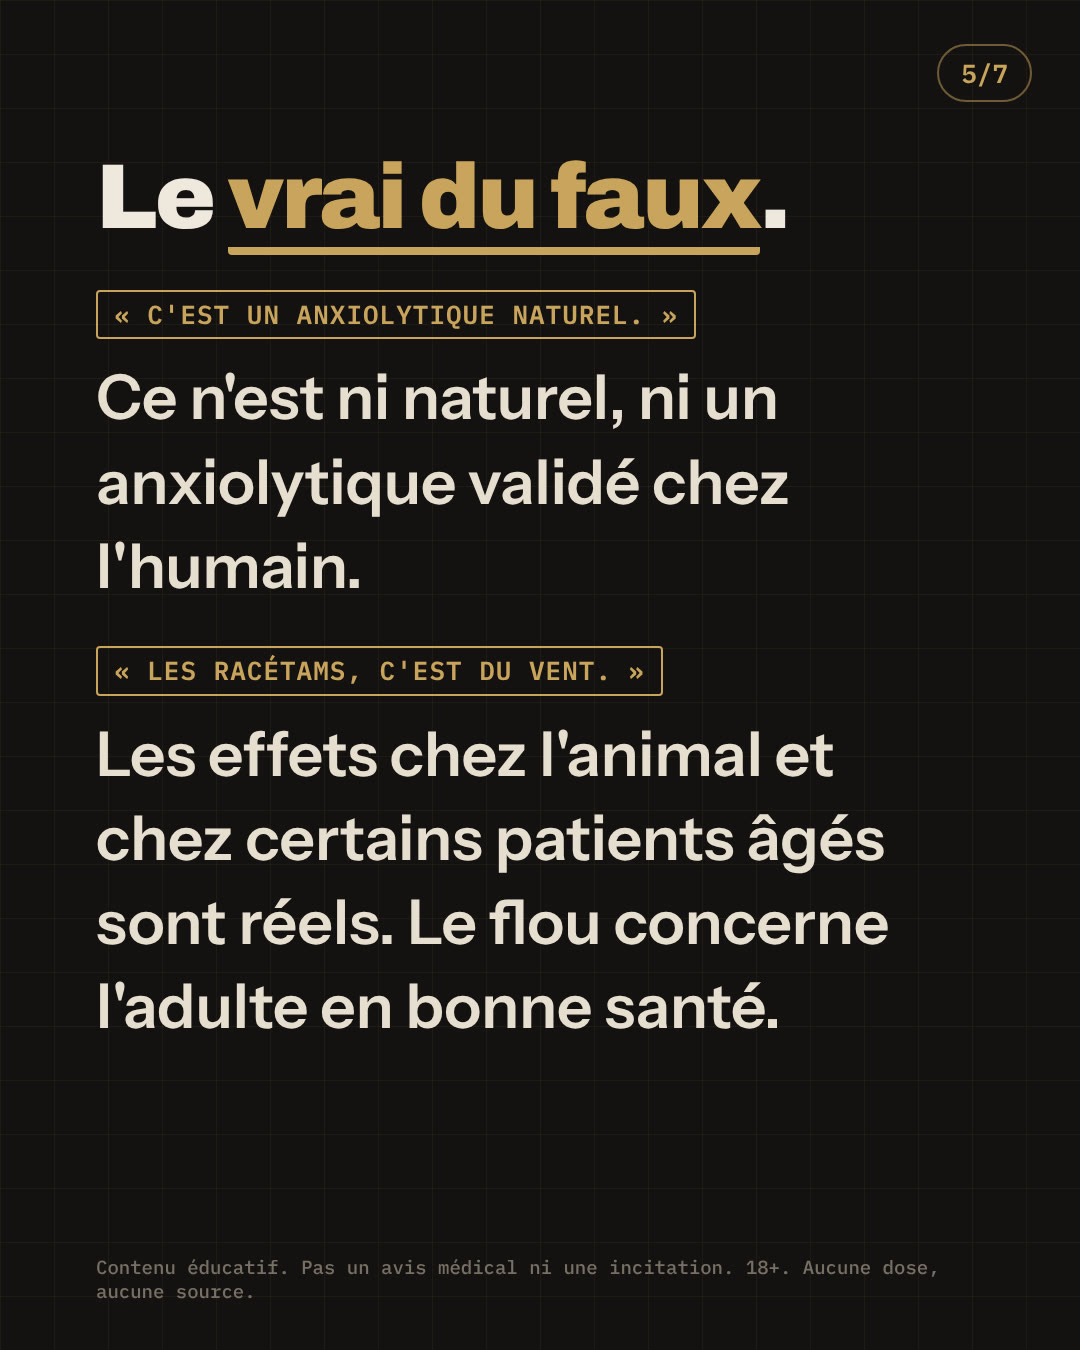 5/7
Le vrai du faux.
« C'EST UN ANXIOLYTIQUE NATUREL. »
Ce n'est ni naturel, ni un
anxiolytique validé chez
l'humain.
« LES RACÉTAMS, C'EST DU VENT. »
Les effets chez l'animal et
chez certains patients âgés
sont réels. Le flou concerne
l'adulte en bonne santé.
Contenu éducatif. Pas un avis médical ni une incitation. 18+. Aucune dose,
aucune source.